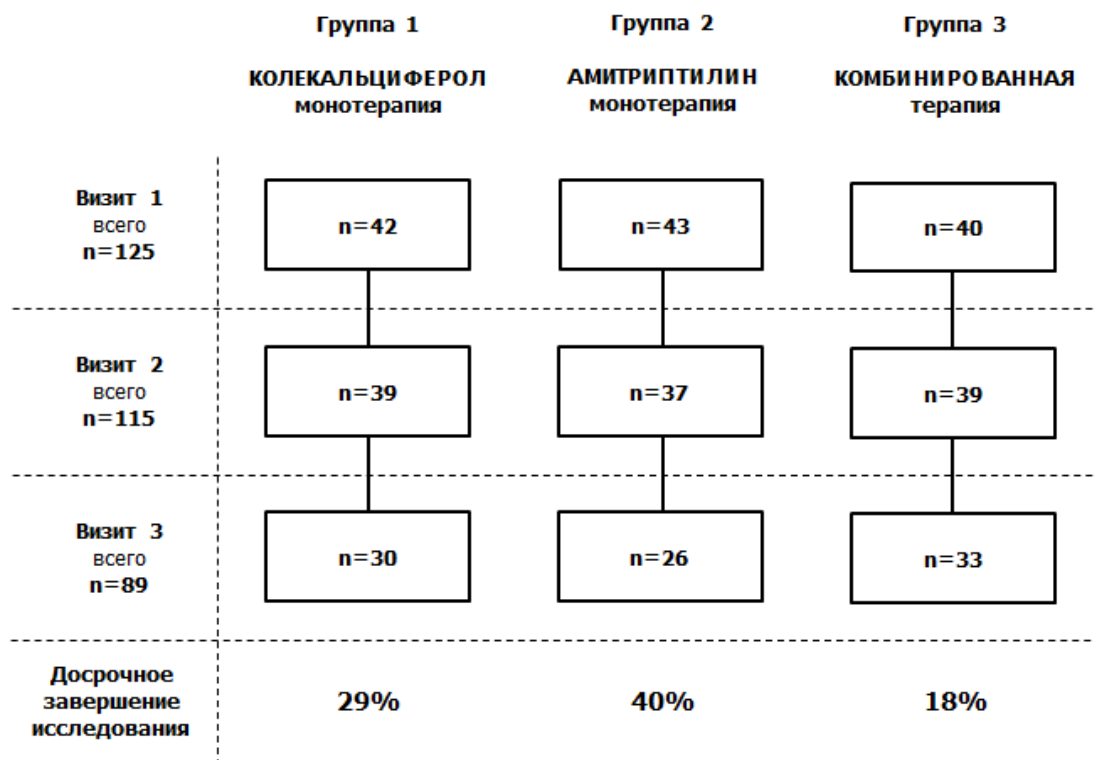 Группа 1
Группа 2
Группа 3
КОЛЕКАЛЬЦИФЕРОЛ
монотерапия
АМИТРИПТИЛИН
монотерапия
КОМБИНИРОВАННАЯ
терапия
Визит 1
всего
n=125
n=42
n=43
n=40
Визит 2
всего
n=115
n=39
n=37
n=39
Визит 3
всего
n=89
n=30
n=26
n=33
Досрочное
завершение
исследования
29%
40%
18%